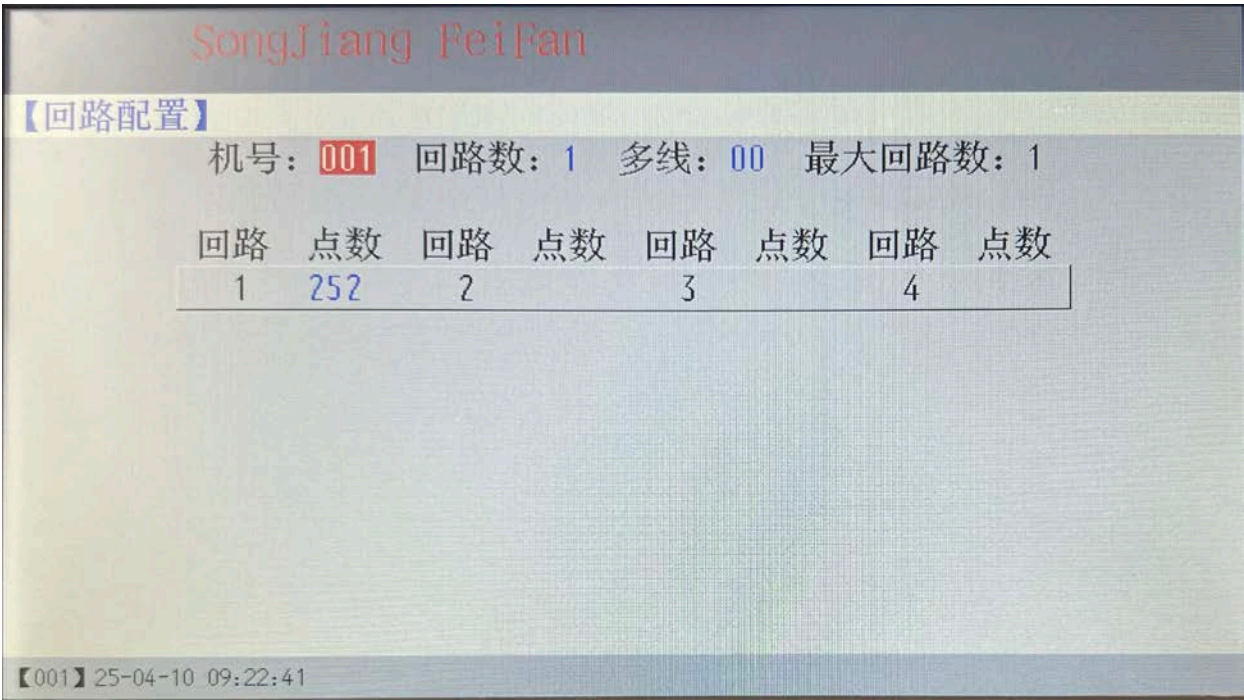 SongJiang FeiFan
【回路配置】
机号：001 回路数：1 多线：00 最大回路数：1
回路 点数 回路 点数 回路 点数 回路 点数
1 252 2 3 4
【001】25-04-10 09:22:41